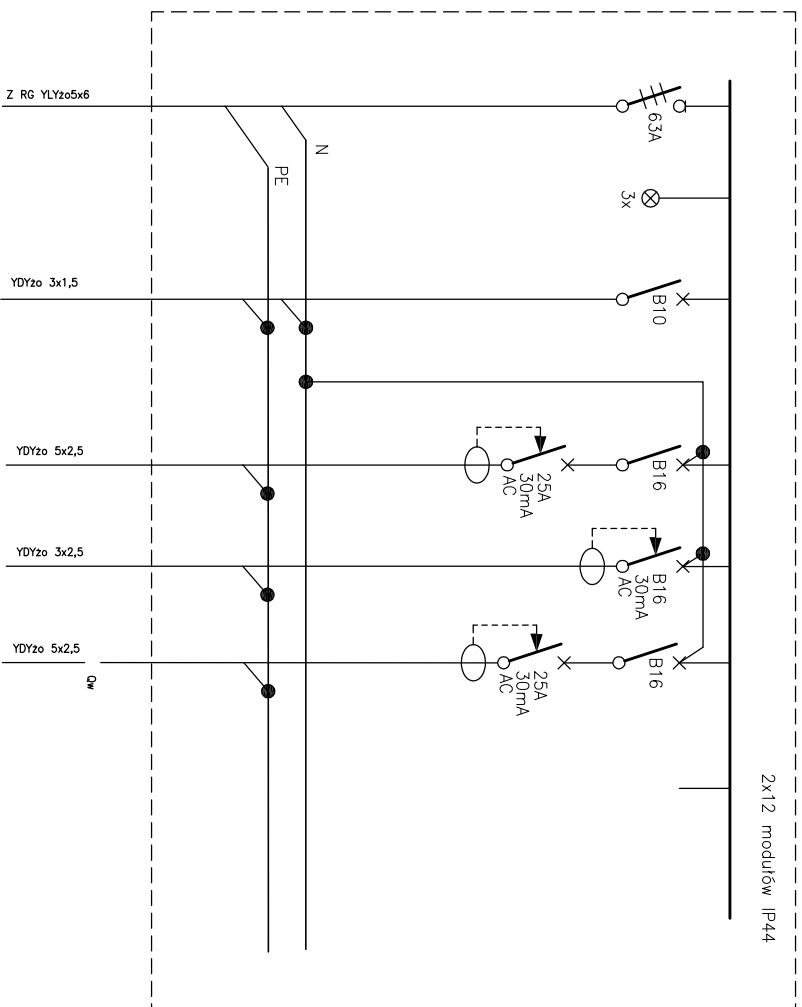 Z RG YLYżo5x6
63A
N
PE
3x
YDYżo 3x1,5
B10
YDYżo 5x2,5
25A
30mA
AC
B16
YDYżo 3x2,5
B16
30mA
AC
YDYżo 5x2,5
Qw
25A
30mA
AC
B16
2x12 modułów IP44